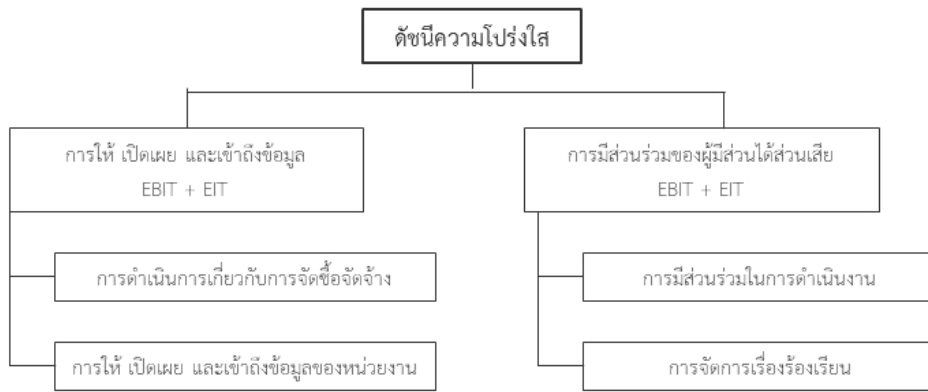 ดัชนีความโปร่งใส
การให้ เปิดเผย และเข้าถึงข้อมูล
EBIT + EIT
การดำเนินการเกี่ยวกับการจัดซื้อจัดจ้าง
การให้ เปิดเผย และเข้าถึงข้อมูลของหน่วยงาน
การมีส่วนร่วมของผู้มีส่วนได้ส่วนเสีย
EBIT + EIT
การมีส่วนร่วมในการดำเนินงาน
การจัดการเรื่องร้องเรียน